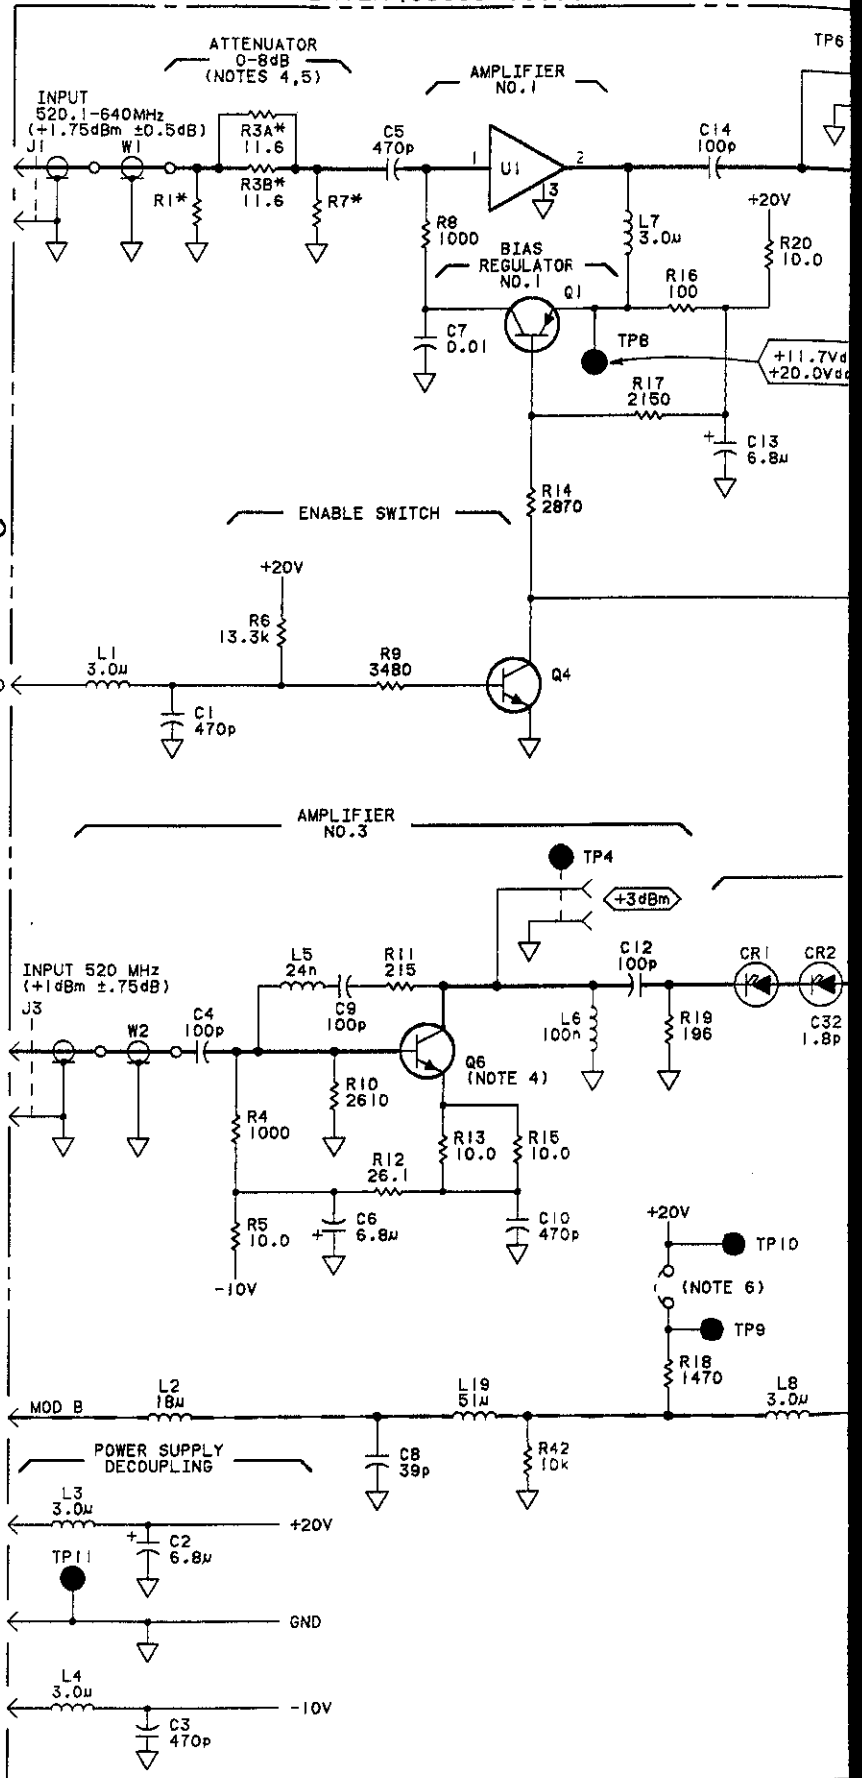 TP6
ATTENUATOR
0-8dB
(NOTES 4,5)
AMPLIFIER
NO.1
INPUT
520.1-640MHz
(+1.75dBm ±0.5dB)
J1
W1
R3A*
11.6
R3B*
11.6
R1*
R7*
C5
470p
1
U1
2
3
C14
100p
+20V
R8
1000
L7
3.0µ
R20
10.0
BIAS
REGULATOR
NO.1
Q1
R16
100
C7
0.01
TP8
+11.7Vd
+20.0Vd
R17
2150
C13
6.8µ
+
R14
2870
ENABLE SWITCH
+20V
R6
13.3k
L1
3.0µ
R9
3480
Q4
C1
470p
AMPLIFIER
NO.3
TP4
+3dBm
INPUT 520 MHz
(+1dBm ±.75dB)
J3
W2
C4
100p
L5
24n
C9
100p
R11
215
C12
100p
CR1
CR2
L6
100n
R19
196
C32
1.8p
Q6
(NOTE 4)
R10
2610
R4
1000
R13
10.0
R15
10.0
R12
26.1
R5
10.0
C6
6.8µ
+
C10
470p
-10V
+20V
TP10
(NOTE 6)
TP9
R18
1470
MOD B
L2
18µ
L19
51µ
L8
3.0µ
C8
39p
R42
10k
POWER SUPPLY
DECOUPLING
L3
3.0µ
+20V
+
C2
6.8µ
TP11
GND
L4
3.0µ
-10V
C3
470p